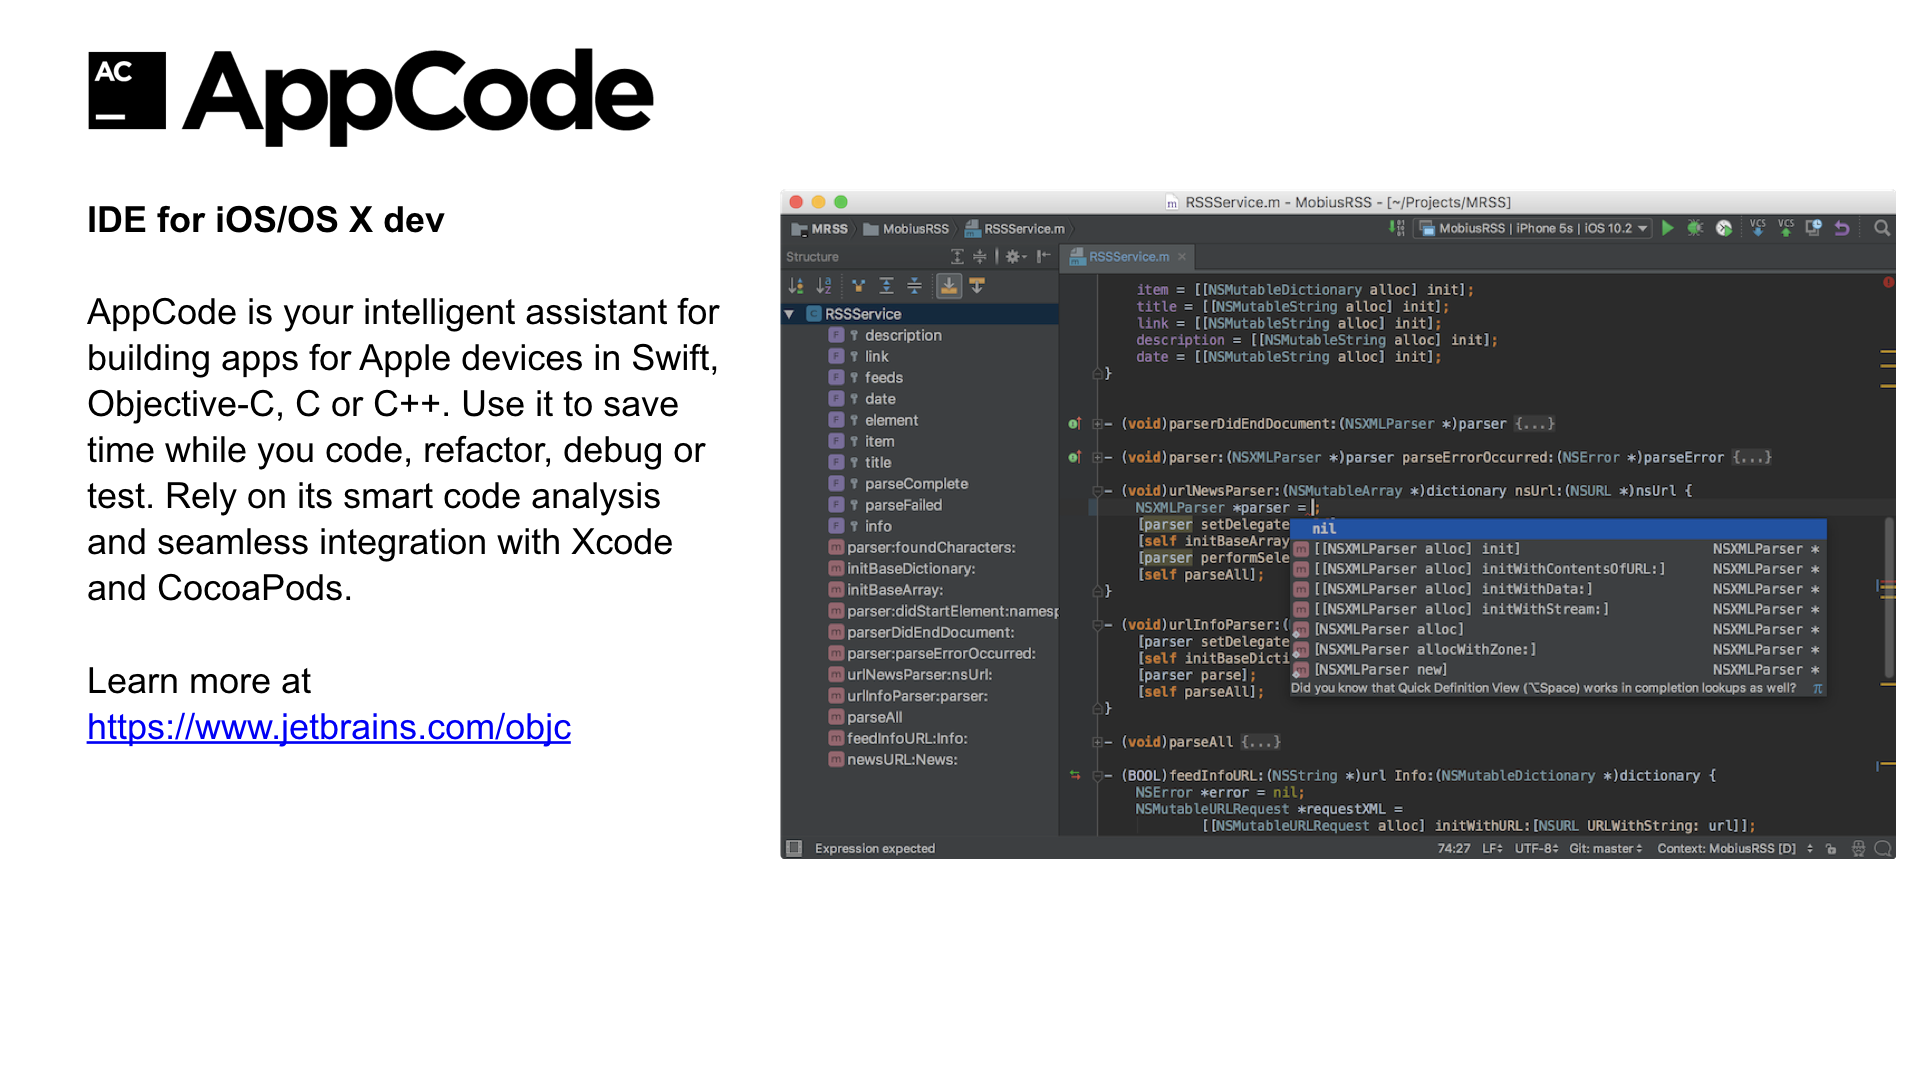 AC
AppCode
IDE for iOS/OS X dev
AppCode is your intelligent assistant for
building apps for Apple devices in Swift,
Objective-C, C or C++. Use it to save
time while you code, refactor, debug or
test. Rely on its smart code analysis
and seamless integration with Xcode
and CocoaPods.
Learn more at
https://www.jetbrains.com/objc
RSSService.m - MobiusRSS - [~/Projects/MRSS]
MRSS MobiusRSS RSSService.m
MobiusRSS | iPhone 5s | iOS 10.2
VCS VCS
Structure
RSSService.m
RSSService
description
link
feeds
date
element
item
title
parseComplete
parseFailed
info
parser:foundCharacters:
initBaseDictionary:
initBaseArray:
parser:didStartElement:namesp
parserDidEndDocument:
parser:parseErrorOccurred:
urlNewsParser:nsUrl:
urlInfoParser:parser:
parseAll
feedInfoURL:Info:
newsURL:News:
item = [[NSMutableDictionary alloc] init];
title = [[NSMutableString alloc] init];
link = [[NSMutableString alloc] init];
description = [[NSMutableString alloc] init];
date = [[NSMutableString alloc] init];
}
- (void)parserDidEndDocument:(NSXMLParser *)parser {...}
- (void)parser:(NSXMLParser *)parser parseErrorOccurred:(NSError *)parseError {...}
- (void)urlNewsParser:(NSMutableArray *)dictionary nsUrl:(NSURL *)nsUrl {
NSXMLParser *parser = ;
[parser setDelegate
[self initBaseArray
[parser performSele
[self parseAll];
}
- (void)urlInfoParser:(
[parser setDelegate
[self initBaseDicti
[parser parse];
[self parseAll];
}
nil
[[NSXMLParser alloc] init] NSXMLParser *
[[NSXMLParser alloc] initWithContentsOfURL:] NSXMLParser *
[[NSXMLParser alloc] initWithData:] NSXMLParser *
[[NSXMLParser alloc] initWithStream:] NSXMLParser *
[NSXMLParser alloc] NSXMLParser *
[NSXMLParser allocWithZone:] NSXMLParser *
[NSXMLParser new] NSXMLParser *
Did you know that Quick Definition View (⌥Space) works in completion lookups as well? π
- (void)parseAll {...}
- (BOOL)feedInfoURL:(NSString *)url Info:(NSMutableDictionary *)dictionary {
NSError *error = nil;
NSMutableURLRequest *requestXML =
[[NSMutableURLRequest alloc] initWithURL:[NSURL URLWithString: url]];
Expression expected
74:27 LF UTF-8 Git: master Context: MobiusRSS [D]